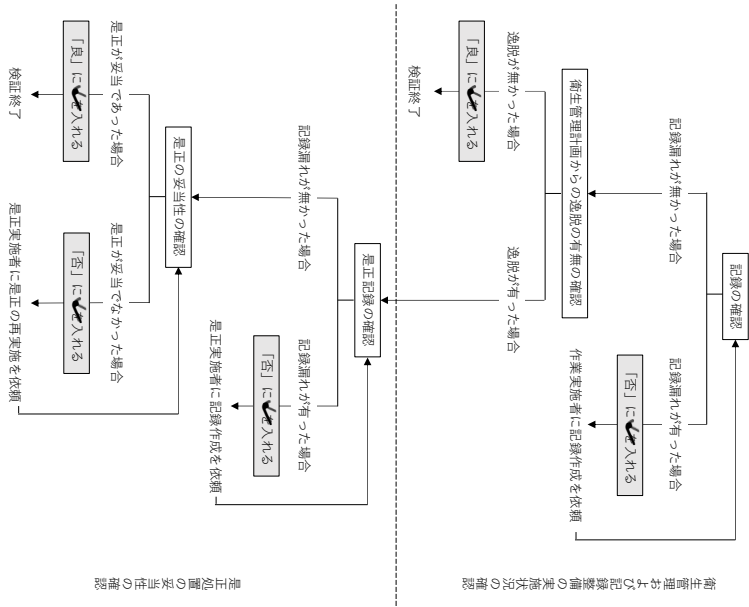 衛生管理および記録整備の実施状況の確認
記録の確認
記録漏れが無かった場合
記録漏れが有った場合
「否」に✓を入れる
作業実施者に記録作成を依頼
衛生管理計画からの逸脱の有無の確認
逸脱が無かった場合
逸脱が有った場合
「良」に✓を入れる
検証終了
是正処置の妥当性の確認
是正記録の確認
記録漏れが無かった場合
記録漏れが有った場合
「否」に✓を入れる
是正実施者に記録作成を依頼
是正の妥当性の確認
是正が妥当であった場合
是正が妥当でなかった場合
「良」に✓を入れる
「否」に✓を入れる
検証終了
是正実施者に是正の再実施を依頼